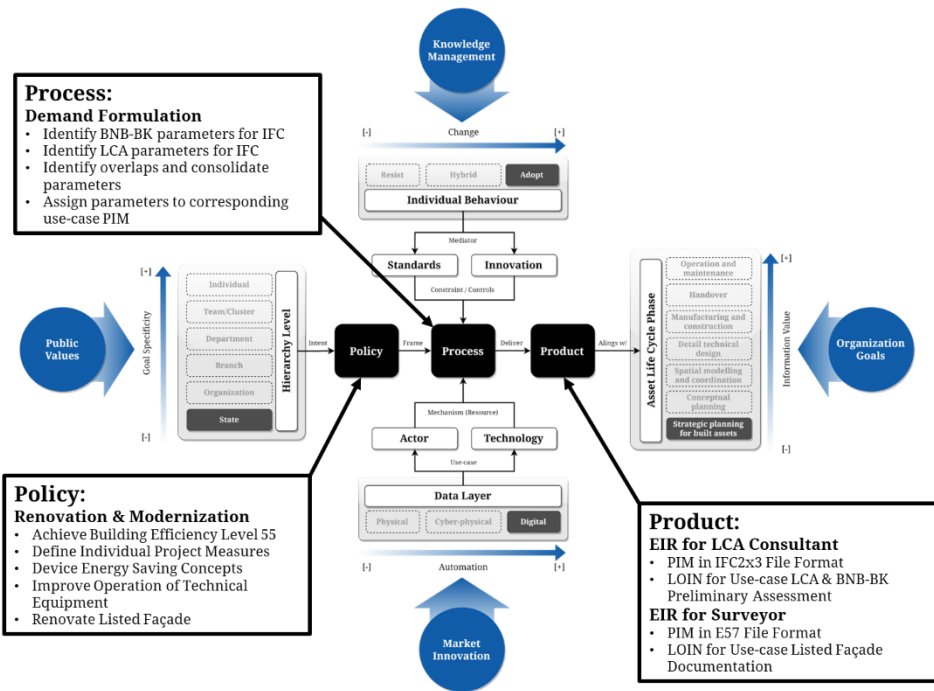 Knowledge
Management
Process:
Demand Formulation
• Identify BNB-BK parameters for IFC
• Identify LCA parameters for IFC
• Identify overlaps and consolidate
parameters
• Assign parameters to corresponding
use-case PIM
[-]
Change
[+]
Resist
Hybrid
Adopt
Individual Behaviour
Mediator
Standards
Innovation
Constraint / Controls
Public
Values
[+]
Goal Specificity
[-]
Individual
Team/Cluster
Department
Branch
Organization
State
Hierarchy Level
Intent
Policy
Frame
Process
Deliver
Product
Alings w/
Asset Life Cycle Phase
Operation and
maintenance
Handover
Manufacturing and
construction
Detail technical
design
Spatial modelling
and coordination
Conceptual
planning
Strategic planning
for built assets
[+]
Information Value
[-]
Organization
Goals
Mechanism (Resource)
Actor
Technology
Use-case
Data Layer
Physical
Cyber-physical
Digital
[-]
Automation
[+]
Market
Innovation
Policy:
Renovation & Modernization
• Achieve Building Efficiency Level 55
• Define Individual Project Measures
• Device Energy Saving Concepts
• Improve Operation of Technical
Equipment
• Renovate Listed Façade
Product:
EIR for LCA Consultant
• PIM in IFC2x3 File Format
• LOIN for Use-case LCA & BNB-BK
Preliminary Assessment
EIR for Surveyor
• PIM in E57 File Format
• LOIN for Use-case Listed Façade
Documentation